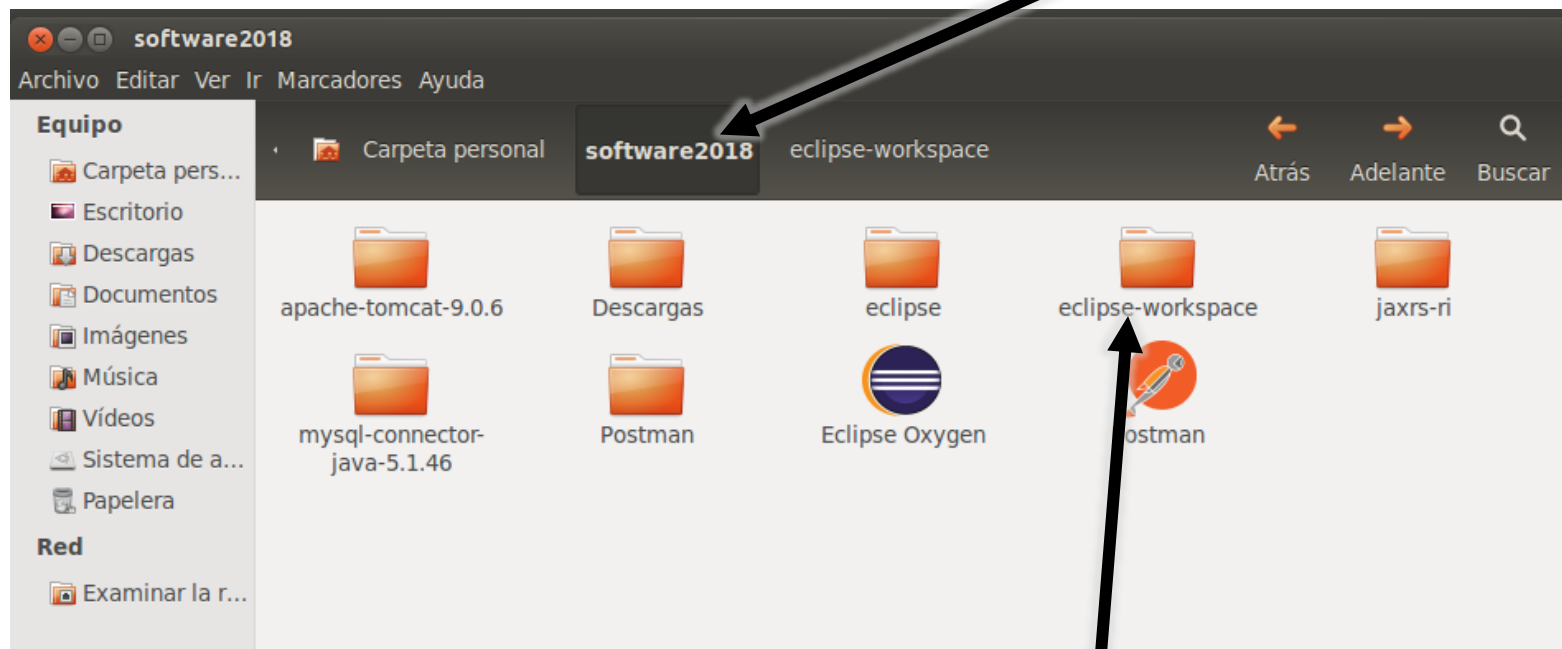 software2018
Archivo Editar Ver Ir Marcadores Ayuda
Equipo
Carpeta pers...
Escritorio
Descargas
Documentos
Imágenes
Música
Vídeos
Sistema de a...
Papelera
Red
Examinar la r...
Carpeta personal software2018 eclipse-workspace
Atrás Adelante Buscar
apache-tomcat-9.0.6 Descargas eclipse eclipse-workspace jaxrs-ri
mysql-connector- Postman Eclipse Oxygen Postman
java-5.1.46